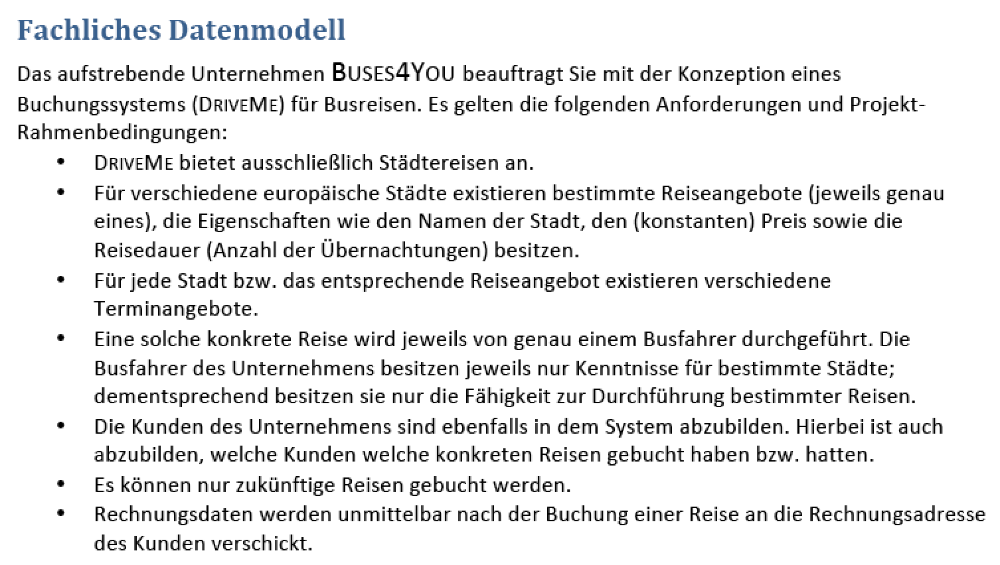 Fachliches Datenmodell
Das aufstrebende Unternehmen BUSES4YOU beauftragt Sie mit der Konzeption eines
Buchungssystems (DRIVEME) für Busreisen. Es gelten die folgenden Anforderungen und Projekt-
Rahmenbedingungen:
• DRIVEME bietet ausschließlich Städtereisen an.
• Für verschiedene europäische Städte existieren bestimmte Reiseangebote (jeweils genau
eines), die Eigenschaften wie den Namen der Stadt, den (konstanten) Preis sowie die
Reisedauer (Anzahl der Übernachtungen) besitzen.
• Für jede Stadt bzw. das entsprechende Reiseangebot existieren verschiedene
Terminangebote.
• Eine solche konkrete Reise wird jeweils von genau einem Busfahrer durchgeführt. Die
Busfahrer des Unternehmens besitzen jeweils nur Kenntnisse für bestimmte Städte;
dementsprechend besitzen sie nur die Fähigkeit zur Durchführung bestimmter Reisen.
• Die Kunden des Unternehmens sind ebenfalls in dem System abzubilden. Hierbei ist auch
abzubilden, welche Kunden welche konkreten Reisen gebucht haben bzw. hatten.
• Es können nur zukünftige Reisen gebucht werden.
• Rechnungsdaten werden unmittelbar nach der Buchung einer Reise an die Rechnungsadresse
des Kunden verschickt.